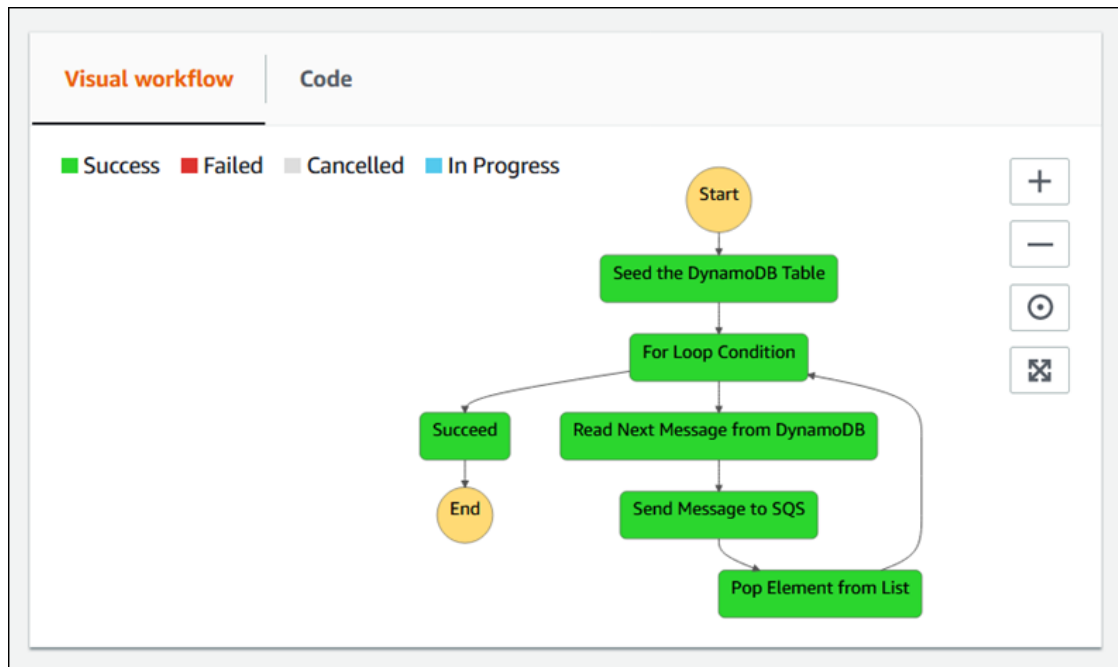 Visual workflow
Code
Success Failed Cancelled In Progress
Start
Seed the DynamoDB Table
For Loop Condition
Succeed
Read Next Message from DynamoDB
End
Send Message to SQS
Pop Element from List